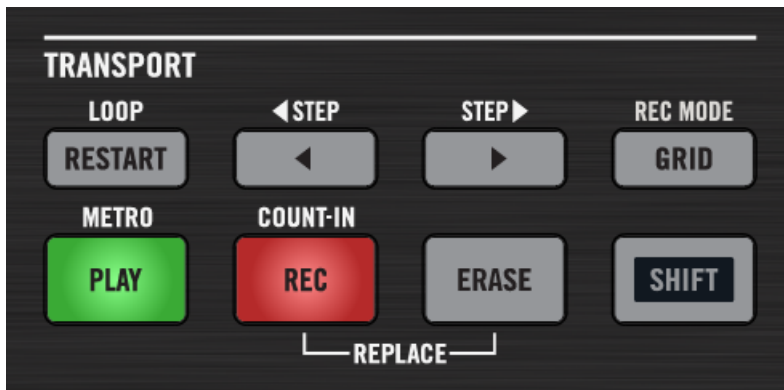 TRANSPORT
LOOP ◀STEP STEP▶ REC MODE
RESTART ◀ ▶ GRID
METRO COUNT-IN
PLAY REC ERASE SHIFT
REPLACE